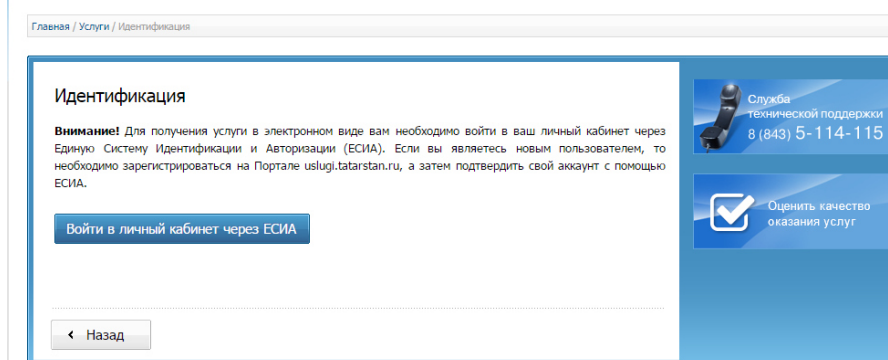 Главная / Услуги / Идентификация
Идентификация
Внимание! Для получения услуги в электронном виде вам необходимо войти в ваш личный кабинет через
Единую Систему Идентификации и Авторизации (ЕСИА). Если вы являетесь новым пользователем, то
необходимо зарегистрироваться на Портале uslugi.tatarstan.ru, а затем подтвердить свой аккаунт с помощью
ЕСИА.
Войти в личный кабинет через ЕСИА
Назад
Служба
технической поддержки
8 (843) 5-114-115
Оценить качество
оказания услуг